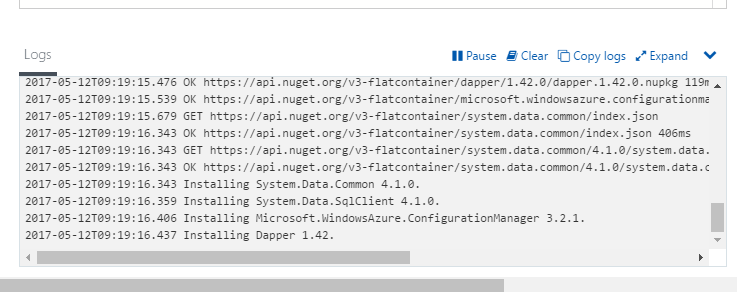 Logs
Pause Clear Copy logs Expand
2017-05-12T09:19:15.476 OK https://api.nuget.org/v3-flatcontainer/dapper/1.42.0/dapper.1.42.0.nupkg 119m
2017-05-12T09:19:15.539 OK https://api.nuget.org/v3-flatcontainer/microsoft.windowsazure.configurationma
2017-05-12T09:19:15.679 GET https://api.nuget.org/v3-flatcontainer/system.data.common/index.json
2017-05-12T09:19:16.343 OK https://api.nuget.org/v3-flatcontainer/system.data.common/index.json 406ms
2017-05-12T09:19:16.343 GET https://api.nuget.org/v3-flatcontainer/system.data.common/4.1.0/system.data.
2017-05-12T09:19:16.343 OK https://api.nuget.org/v3-flatcontainer/system.data.common/4.1.0/system.data.c
2017-05-12T09:19:16.343 Installing System.Data.Common 4.1.0.
2017-05-12T09:19:16.359 Installing System.Data.SqlClient 4.1.0.
2017-05-12T09:19:16.406 Installing Microsoft.WindowsAzure.ConfigurationManager 3.2.1.
2017-05-12T09:19:16.437 Installing Dapper 1.42.